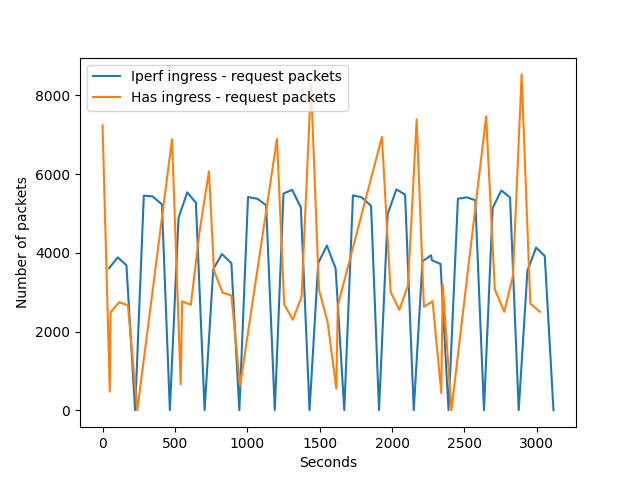 Iperf ingress - request packets
Has ingress - request packets
8000
6000
4000
2000
0
Number of packets
0 500 1000 1500 2000 2500 3000
Seconds